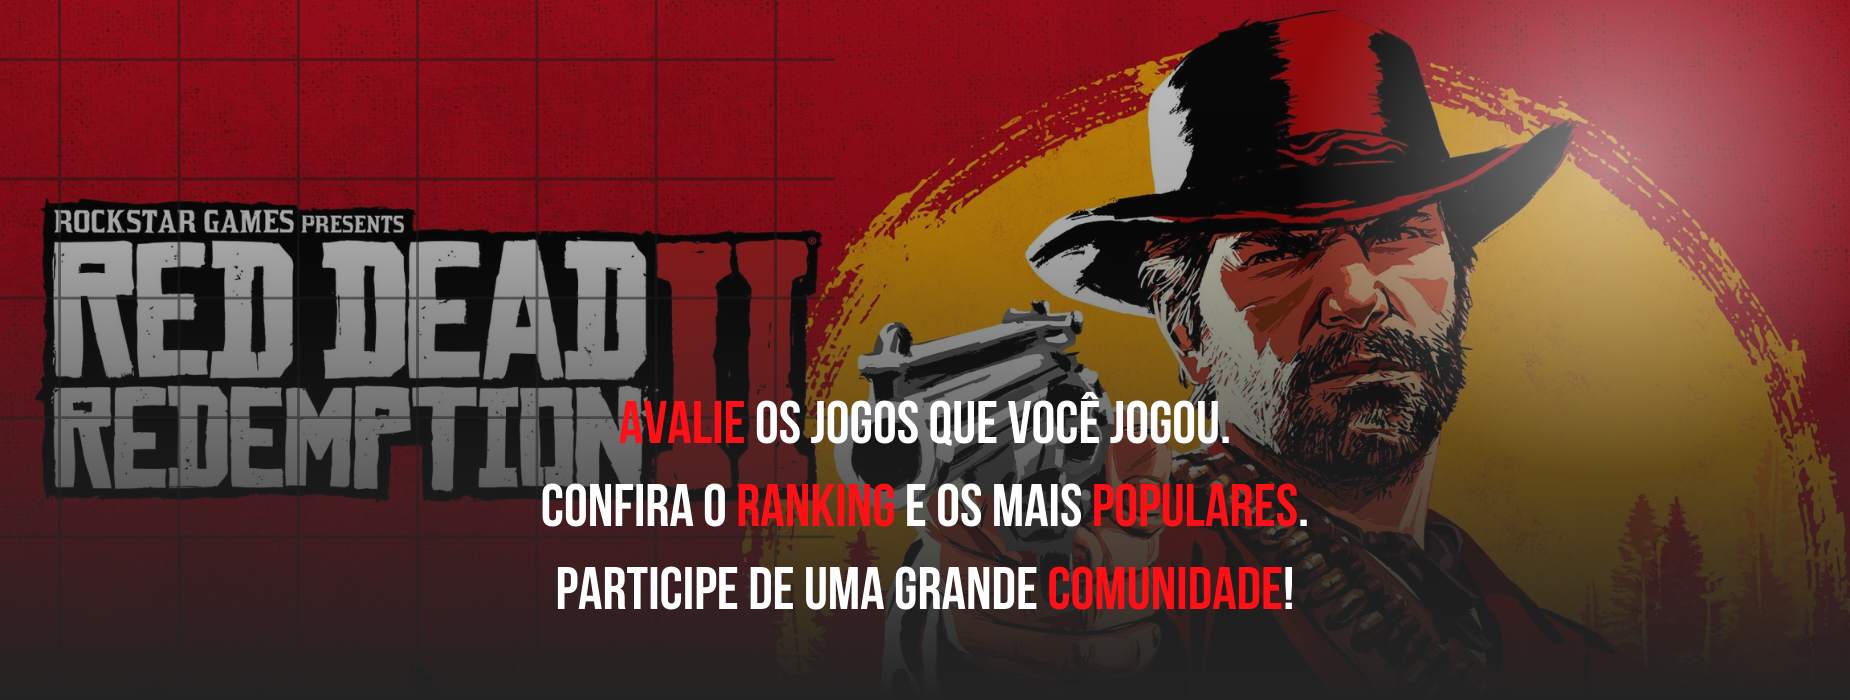 ROCKSTAR GAMES PRESENTS
RED DEAD
REDEMPTION II
®
AVALIE OS JOGOS QUE VOCÊ JOGOU.
CONFIRA O RANKING E OS MAIS POPULARES.
PARTICIPE DE UMA GRANDE COMUNIDADE!